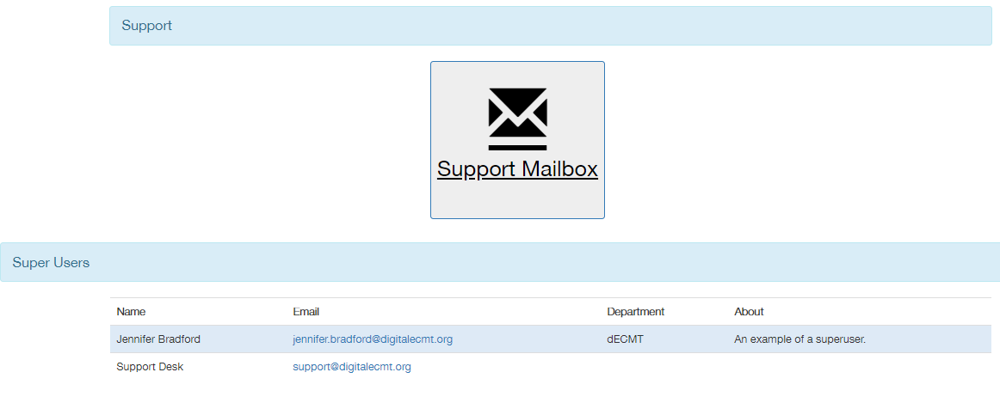 Support
Support Mailbox
Super Users
Name Email Department About
Jennifer Bradford jennifer.bradford@digitalecmt.org dECMT An example of a superuser.
Support Desk support@digitalecmt.org